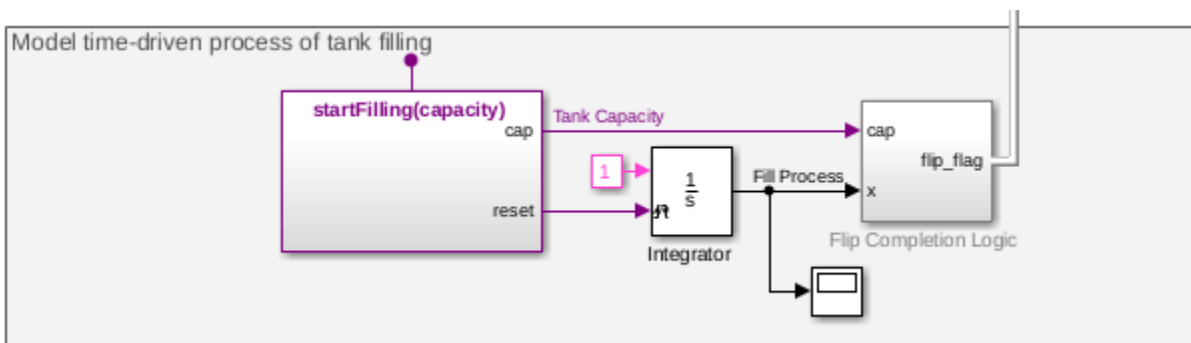 Model time-driven process of tank filling
startFilling(capacity)
cap
Tank Capacity
cap
flip_flag
1
1
s
Fill Process
x
reset
Integrator
Flip Completion Logic